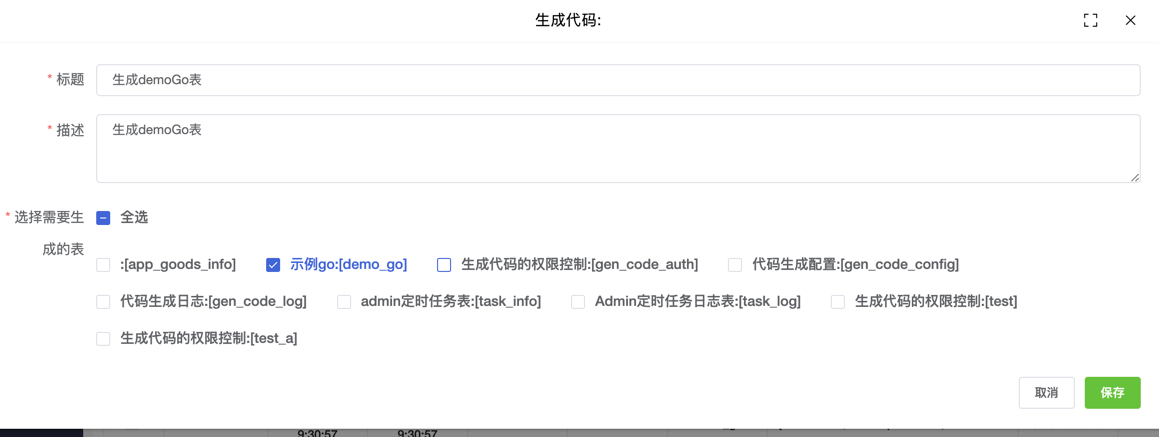 生成代码:
* 标题
生成demoGo表
* 描述
生成demoGo表
* 选择需要生成的表
全选
:[app_goods_info] 示例go:[demo_go] 生成代码的权限控制:[gen_code_auth] 代码生成配置:[gen_code_config]
代码生成日志:[gen_code_log] admin定时任务表:[task_info] Admin定时任务日志表:[task_log] 生成代码的权限控制:[test]
生成代码的权限控制:[test_a]
取消 保存
9:30:57 9:30:57